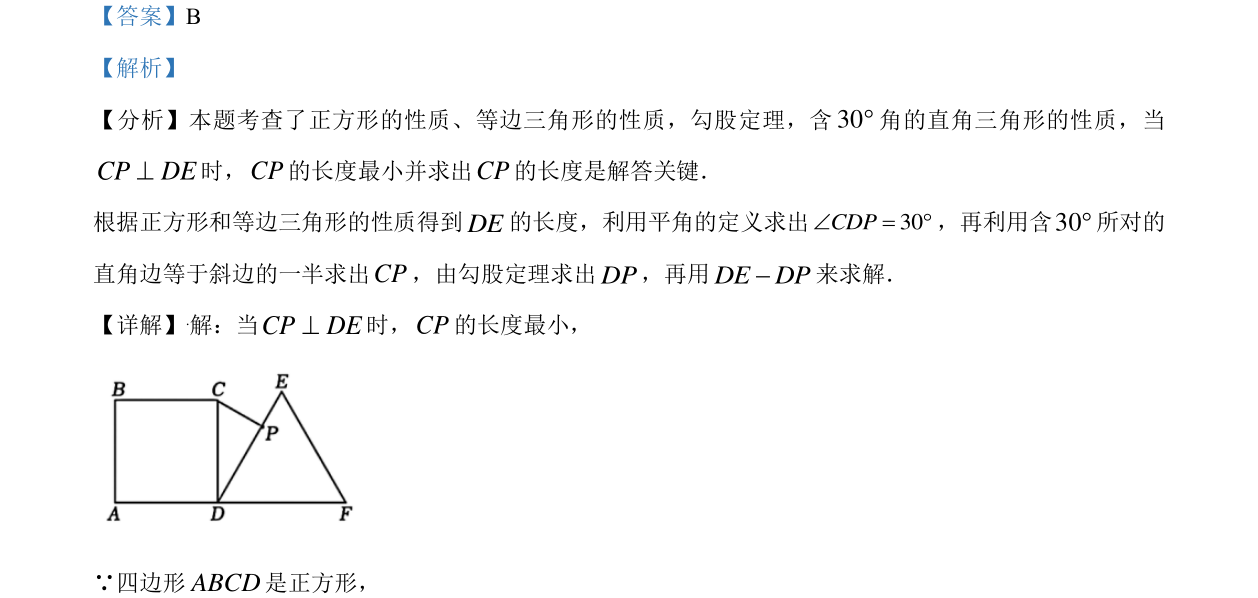 【答案】B
【解析】
【分析】本题考查了正方形的性质、等边三角形的性质，勾股定理，含30°角的直角三角形的性质，当
CP⊥DE时，CP的长度最小并求出CP的长度是解答关键．
根据正方形和等边三角形的性质得到DE的长度，利用平角的定义求出∠CDP=30°，再利用含30°所对的
直角边等于斜边的一半求出CP，由勾股定理求出DP，再用DE−DP来求解．
【详解】解：当CP⊥DE时，CP的长度最小，
B C E
P
A D F
∵四边形ABCD是正方形，